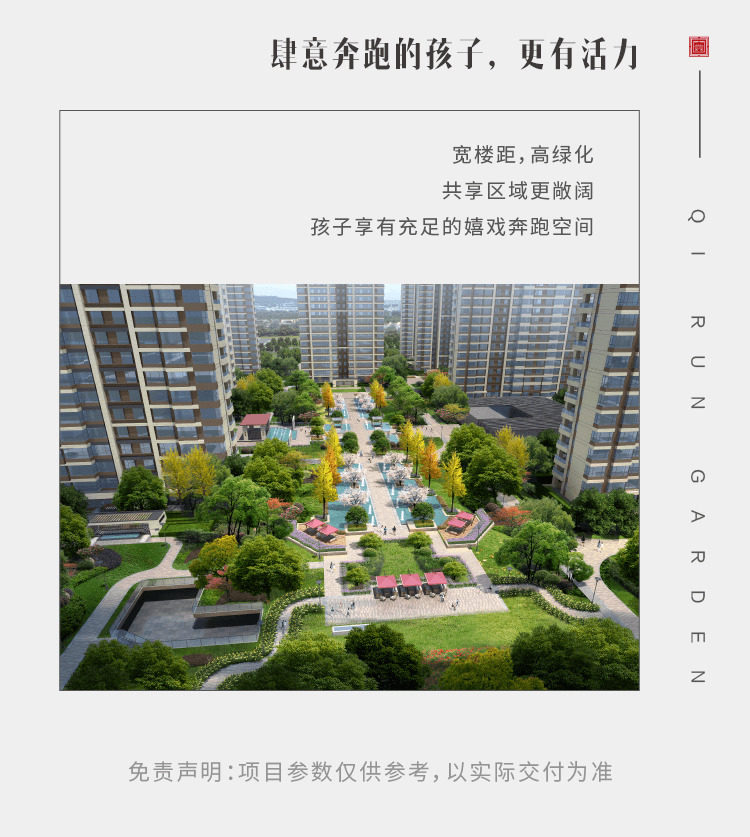 肆意奔跑的孩子，更有活力
宽楼距，高绿化
共享区域更敞阔
孩子享有充足的嬉戏奔跑空间
QI RUN GARDEN
免责声明：项目参数仅供参考，以实际交付为准